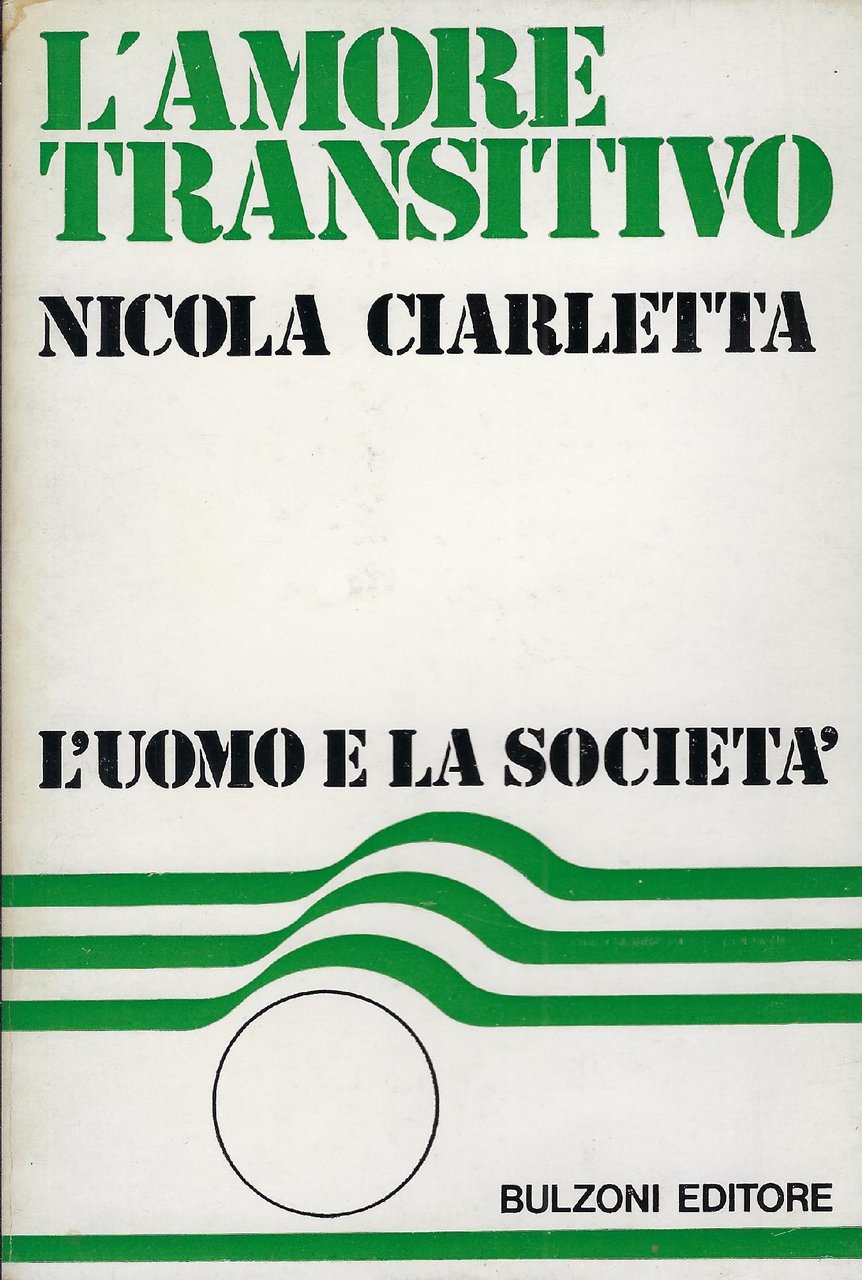 L'AMORE
TRANSITIVO
NICOLA CIARLETTA
L'UOMO E LA SOCIETA'
BULZONI EDITORE